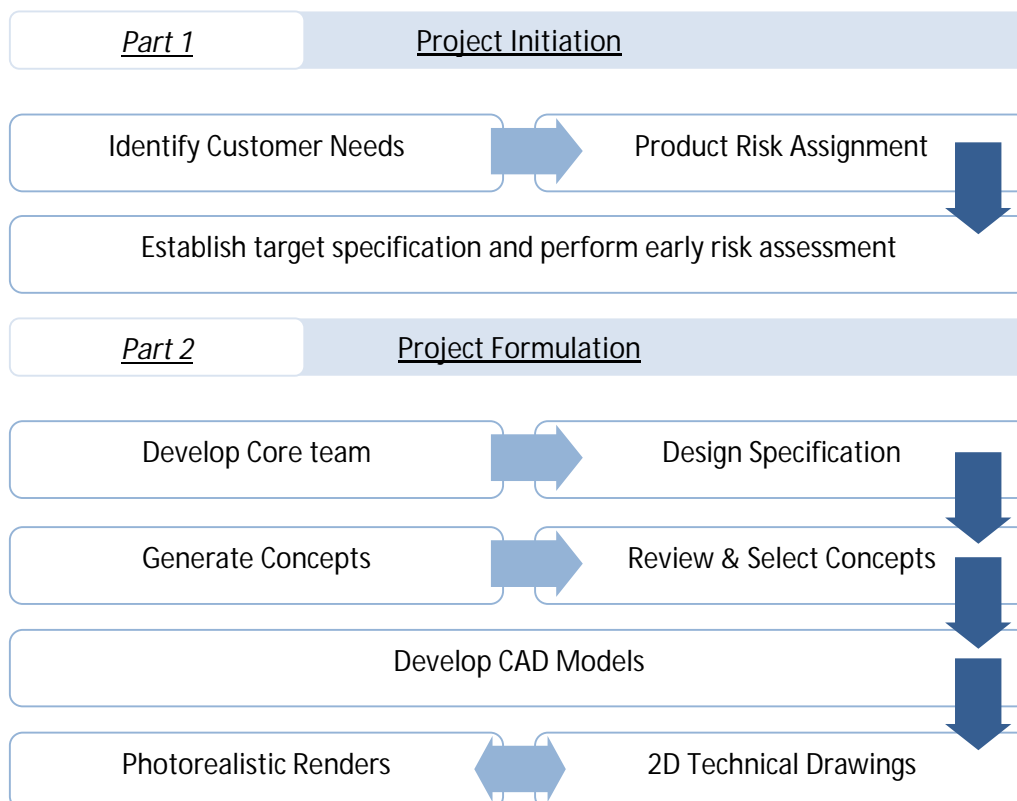 Part 1
Project Initiation
Identify Customer Needs
Product Risk Assignment
Establish target specification and perform early risk assessment
Part 2
Project Formulation
Develop Core team
Design Specification
Generate Concepts
Review & Select Concepts
Develop CAD Models
Photorealistic Renders
2D Technical Drawings